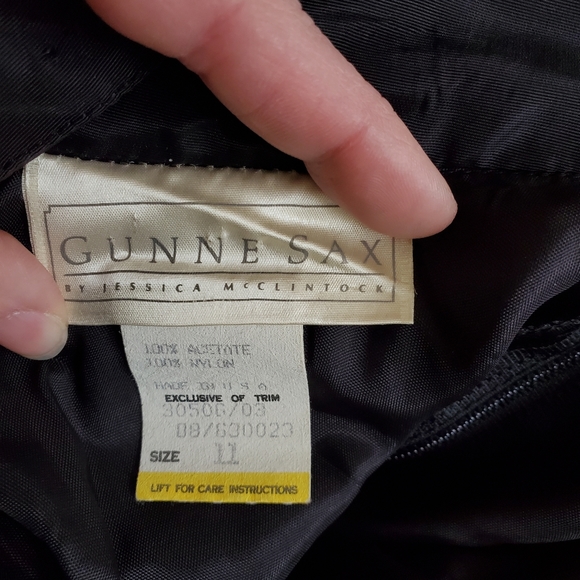 GUNNE SAX
BY JESSICA McCLINTOCK
100% ACETATE
100% NYLON
MADE IN U S A
EXCLUSIVE OF TRIM
30506/03
08/630023
SIZE 11
LIFT FOR CARE INSTRUCTIONS